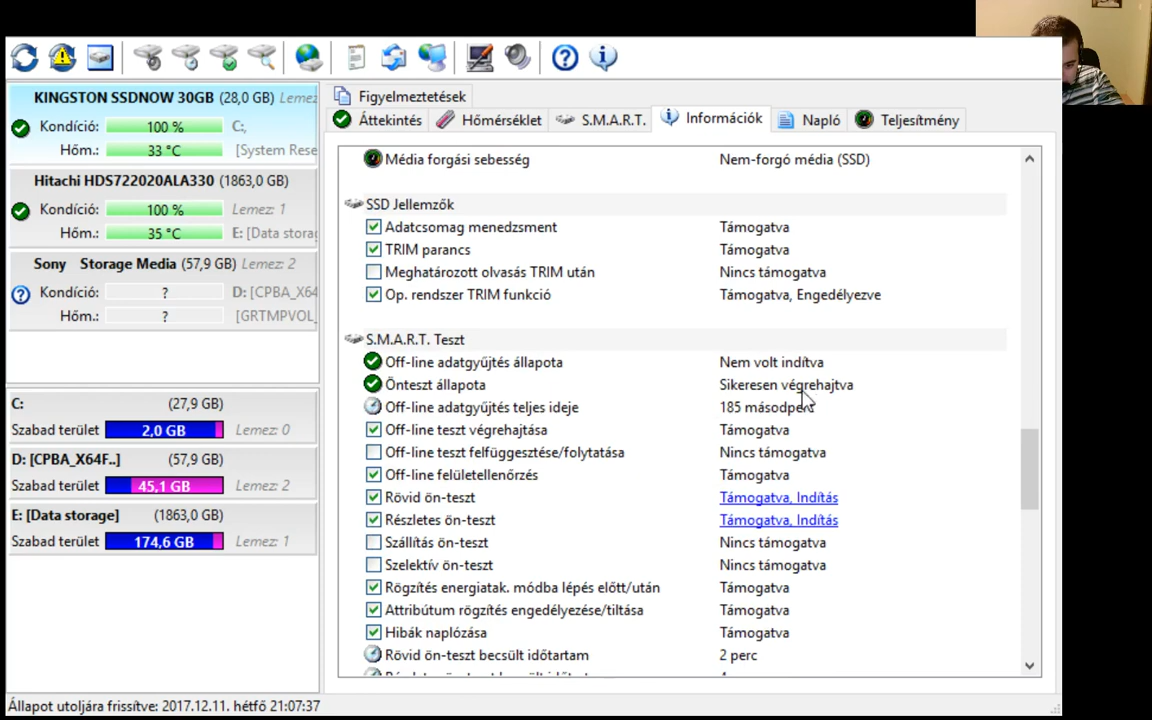 KINGSTON SSDNOW 30GB (28,0 GB) Lemez
Kondíció: 100 % C:,
Hőm.: 33 °C [System Rese
Hitachi HDS722020ALA330 (1863,0 GB)
Kondíció: 100 % Lemez: 1
Hőm.: 35 °C E: [Data stora
Sony Storage Media (57,9 GB) Lemez: 2
Kondíció: ? D: [CPBA_X64
Hőm.: ? [GRTMPVOL_
C: (27,9 GB)
Szabad terület 2,0 GB Lemez: 0
D: [CPBA_X64F..] (57,9 GB)
Szabad terület 45,1 GB Lemez: 2
E: [Data storage] (1863,0 GB)
Szabad terület 174,6 GB Lemez: 1
Figyelmeztetések
Áttekintés Hőmérséklet S.M.A.R.T. Információk Napló Teljesítmény
Média forgási sebesség Nem-forgó média (SSD)
SSD Jellemzők
Adatcsomag menedzsment Támogatva
TRIM parancs Támogatva
Meghatározott olvasás TRIM után Nincs támogatva
Op. rendszer TRIM funkció Támogatva, Engedélyezve
S.M.A.R.T. Teszt
Off-line adatgyűjtés állapota Nem volt indítva
Önteszt állapota Sikeresen végrehajtva
Off-line adatgyűjtés teljes ideje 185 másodperc
Off-line teszt végrehajtása Támogatva
Off-line teszt felfüggesztése/folytatása Nincs támogatva
Off-line felületellenőrzés Támogatva
Rövid ön-teszt Támogatva, Indítás
Részletes ön-teszt Támogatva, Indítás
Szállítás ön-teszt Nincs támogatva
Szelektív ön-teszt Nincs támogatva
Rögzítés energiatak. módba lépés előtt/után Támogatva
Attribútum rögzítés engedélyezése/tiltása Támogatva
Hibák naplózása Támogatva
Rövid ön-teszt becsült időtartam 2 perc
Állapot utoljára frissítve: 2017.12.11. hétfő 21:07:37